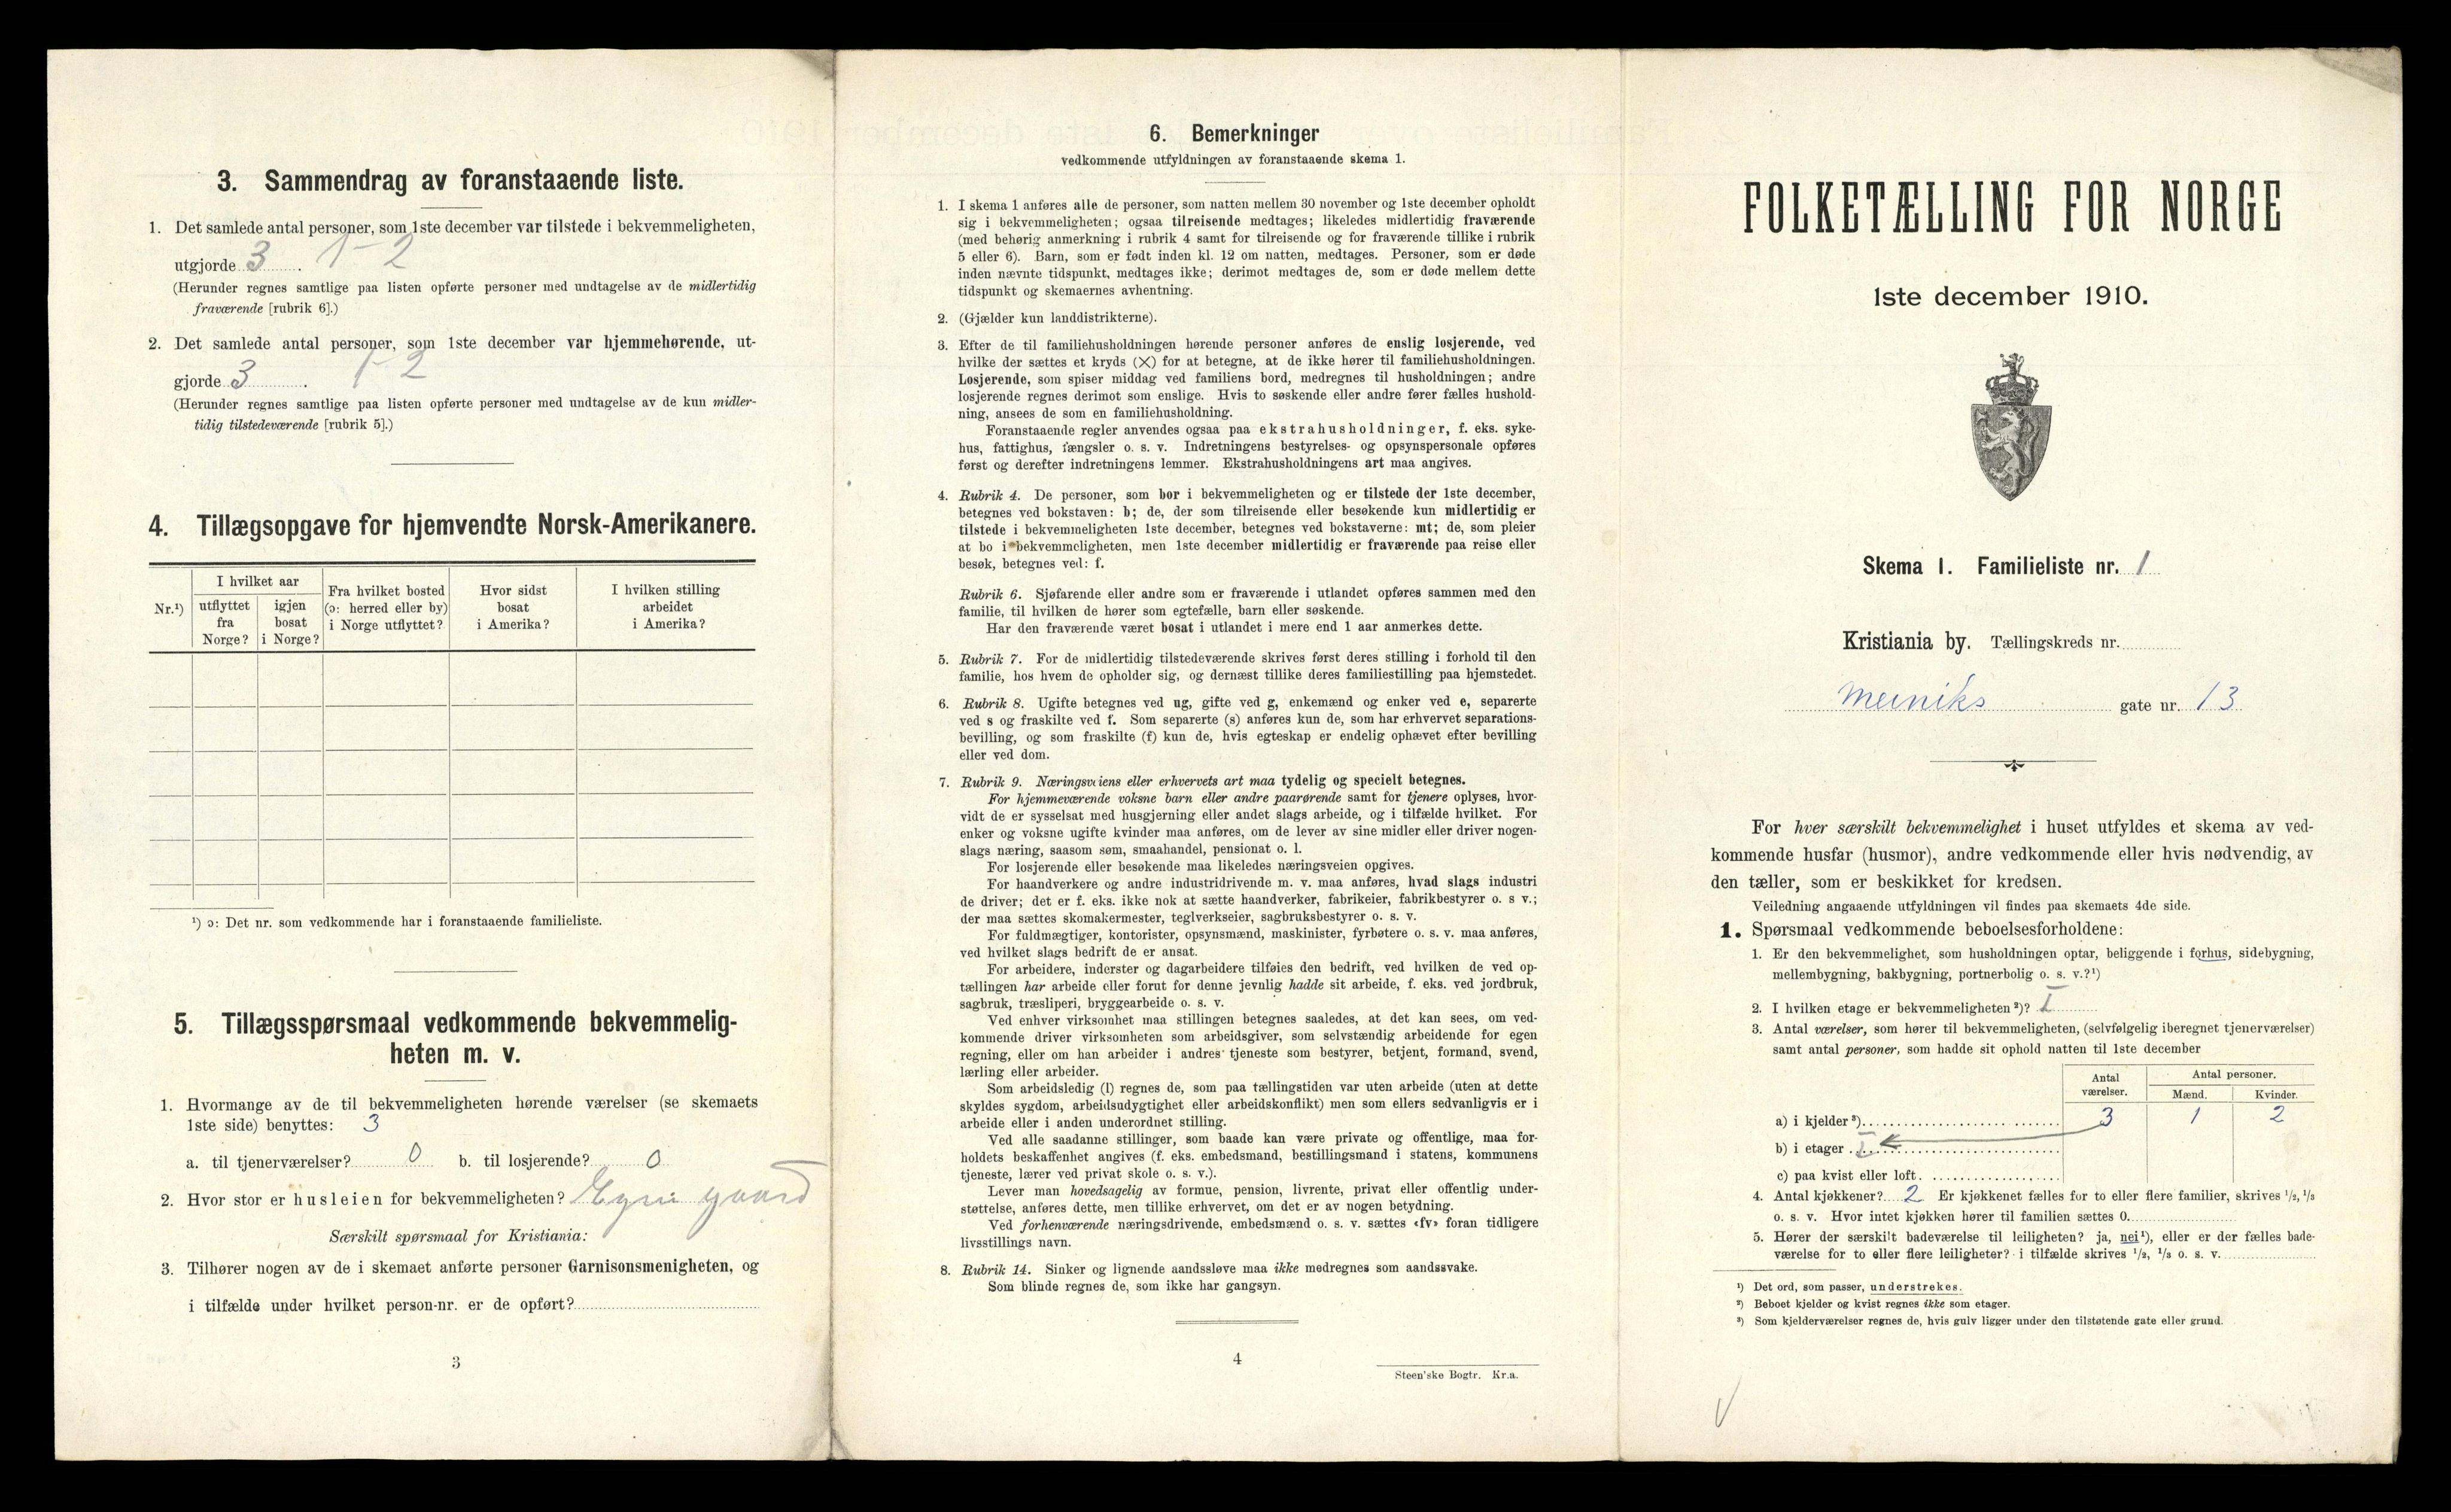 3. Sammendrag av foranstaaende liste.
1. Det samlede antal personer, som 1ste december var tilstede i bekvemmeligheten,
utgjorde 3. 1-2
(Herunder regnes samtlige paa listen opførte personer med undtagelse av de midlertidig
fraværende [rubrik 6].)
2. Det samlede antal personer, som 1ste december var hjemmehørende, ut-
gjorde 3. 1-2
(Herunder regnes samtlige paa listen opførte personer med undtagelse av de kun midler-
tidig tilstedeværende [rubrik 5].)
4. Tillægsopgave for hjemvendte Norsk-Amerikanere.
Nr.¹)
I hvilket aar
utflyttet fra Norge?
igjen bosat i Norge?
Fra hvilket bosted (ɔ: herred eller by) i Norge utflyttet?
Hvor sidst bosat i Amerika?
I hvilken stilling arbeidet i Amerika?
¹) ɔ: Det nr. som vedkommende har i foranstaaende familieliste.
5. Tillægsspørsmaal vedkommende bekvemmelig-
heten m. v.
1. Hvormange av de til bekvemmeligheten hørende værelser (se skemaets
1ste side) benyttes: 3
a. til tjenerværelser? 0 b. til losjerende? 0
2. Hvor stor er husleien for bekvemmeligheten? gaard
Særskilt spørsmaal for Kristiania:
3. Tilhører nogen av de i skemaet anførte personer Garnisonsmenigheten, og
i tilfælde under hvilket person-nr. er de opført?
3
6. Bemerkninger
vedkommende utfyldningen av foranstaaende skema 1.
1. I skema 1 anføres alle de personer, som natten mellem 30 november og 1ste december opholdt
sig i bekvemmeligheten; ogsaa tilreisende medtages; likeledes midlertidig fraværende
(med behørig anmerkning i rubrik 4 samt for tilreisende og for fraværende tillike i rubrik
5 eller 6). Barn, som er født inden kl. 12 om natten, medtages. Personer, som er døde
inden nævnte tidspunkt, medtages ikke; derimot medtages de, som er døde mellem dette
tidspunkt og skemaernes avhentning.
2. (Gjælder kun landdistrikterne).
3. Efter de til familiehusholdningen hørende personer anføres de enslig losjerende, ved
hvilke der sættes et kryds (×) for at betegne, at de ikke hører til familiehusholdningen.
Losjerende, som spiser middag ved familiens bord, medregnes til husholdningen; andre
losjerende regnes derimot som enslige. Hvis to søskende eller andre fører fælles hushold-
ning, ansees de som en familiehusholdning.
Foranstaaende regler anvendes ogsaa paa ekstrahusholdninger, f. eks. syke-
hus, fattighus, fængsler o. s. v. Indretningens bestyrelses- og opsynspersonale opføres
først og derefter indretningens lemmer. Ekstrahusholdningens art maa angives.
4. Rubrik 4. De personer, som bor i bekvemmeligheten og er tilstede der 1ste december,
betegnes ved bokstaven: b; de, der som tilreisende eller besøkende kun midlertidig er
tilstede i bekvemmeligheten 1ste december, betegnes ved bokstaverne: mt; de, som pleier
at bo i bekvemmeligheten, men 1ste december midlertidig er fraværende paa reise eller
besøk, betegnes ved: f.
Rubrik 6. Sjøfarende eller andre som er fraværende i utlandet opføres sammen med den
familie, til hvilken de hører som egtefælle, barn eller søskende.
Har den fraværende været bosat i utlandet i mere end 1 aar anmerkes dette.
5. Rubrik 7. For de midlertidig tilstedeværende skrives først deres stilling i forhold til den
familie, hos hvem de opholder sig, og dernæst tillike deres familiestilling paa hjemstedet.
6. Rubrik 8. Ugifte betegnes ved ug, gifte ved g, enkemænd og enker ved e, separerte
ved s og fraskilte ved f. Som separerte (s) anføres kun de, som har erhvervet separations-
bevilling, og som fraskilte (f) kun de, hvis egteskap er endelig ophævet efter bevilling
eller ved dom.
7. Rubrik 9. Næringsveiens eller erhvervets art maa tydelig og specielt betegnes.
For hjemmeværende voksne barn eller andre paarørende samt for tjenere oplyses, hvor-
vidt de er sysselsat med husgjerning eller andet slags arbeide, og i tilfælde hvilket. For
enker og voksne ugifte kvinder maa anføres, om de lever av sine midler eller driver nogen-
slags næring, saasom søm, smaahandel, pensionat o. l.
For losjerende eller besøkende maa likeledes næringsveien opgives.
For haandverkere og andre industridrivende m. v. maa anføres, hvad slags industri
de driver; det er f. eks. ikke nok at sætte haandverker, fabrikeier, fabrikbestyrer o. s v.;
der maa sættes skomakermester, teglverkseier, sagbruksbestyrer o. s. v.
For fuldmægtiger, kontorister, opsynsmænd, maskinister, fyrbøtere o. s. v. maa anføres,
ved hvilket slags bedrift de er ansat.
For arbeidere, inderster og dagarbeidere tilføies den bedrift, ved hvilken de ved op-
tællingen har arbeide eller forut for denne jevnlig hadde sit arbeide, f. eks. ved jordbruk,
sagbruk, træsliperi, bryggearbeide o. s. v.
Ved enhver virksomhet maa stillingen betegnes saaledes, at det kan sees, om ved-
kommende driver virksomheten som arbeidsgiver, som selvstændig arbeidende for egen
regning, eller om han arbeider i andres tjeneste som bestyrer, betjent, formand, svend,
lærling eller arbeider.
Som arbeidsledig (l) regnes de, som paa tællingstiden var uten arbeide (uten at dette
skyldes sygdom, arbeidsudygtighet eller arbeidskonflikt) men som ellers sedvanligvis er i
arbeide eller i anden underordnet stilling.
Ved alle saadanne stillinger, som baade kan være private og offentlige, maa for-
holdets beskaffenhet angives (f. eks. embedsmand, bestillingsmand i statens, kommunens
tjeneste, lærer ved privat skole o. s. v.).
Lever man hovedsagelig av formue, pension, livrente, privat eller offentlig under-
støttelse, anføres dette, men tillike erhvervet, om det er av nogen betydning.
Ved forhenværende næringsdrivende, embedsmænd o. s. v. sættes «fv» foran tidligere
livsstillings navn.
8. Rubrik 14. Sinker og lignende aandssløve maa ikke medregnes som aandssvake.
Som blinde regnes de, som ikke har gangsyn.
4
Steen'ske Bogtr. Kr.a.
FOLKETÆLLING FOR NORGE
1ste december 1910.
Skema 1. Familieliste nr. 1
Kristiania by. Tællingskreds nr.
gate nr. 13
For hver særskilt bekvemmelighet i huset utfyldes et skema av ved-
kommende husfar (husmor), andre vedkommende eller hvis nødvendig, av
den tæller, som er beskikket for kredsen.
Veiledning angaaende utfyldningen vil findes paa skemaets 4de side.
1. Spørsmaal vedkommende beboelsesforholdene:
1. Er den bekvemmelighet, som husholdningen optar, beliggende i forhus, sidebygning,
mellembygning, bakbygning, portnerbolig o. s. v.?¹)
2. I hvilken etage er bekvemmeligheten²)? I
3. Antal værelser, som hører til bekvemmeligheten, (selvfølgelig iberegnet tjenerværelser)
samt antal personer, som hadde sit ophold natten til 1ste december
Antal værelser. Antal personer.
Mænd. Kvinder.
a) i kjelder³) 3 1 2
b) i etager I
c) paa kvist eller loft.
4. Antal kjøkkener? 2 Er kjøkkenet fælles for to eller flere familier, skrives ½, ⅓
o. s. v. Hvor intet kjøkken hører til familien sættes 0.
5. Hører der særskilt badeværelse til leiligheten? ja, nei¹), eller er der fælles bade-
værelse for to eller flere leiligheter? i tilfælde skrives ½, ⅓ o. s. v.
¹) Det ord, som passer, understrekes.
²) Beboet kjelder og kvist regnes ikke som etager.
³) Som kjelderværelser regnes de, hvis gulv ligger under den tilstøtende gate eller grund.